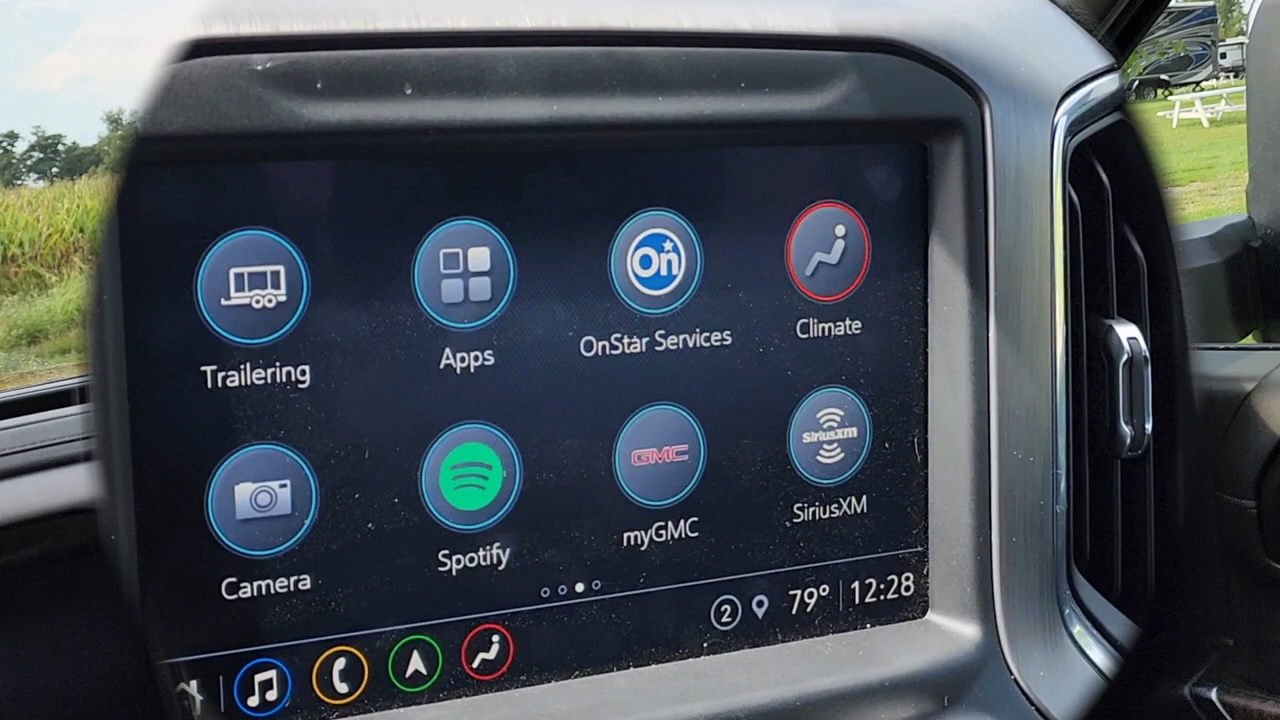 Trailering
Apps
On
OnStar Services
Climate
Camera
Spotify
GMC
myGMC
SiriusXM
SiriusXM
2 79° 12:28